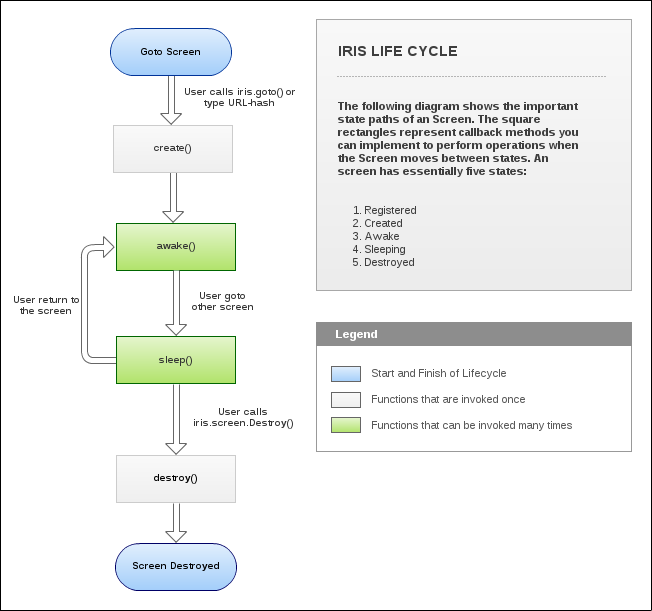 Goto Screen
User calls iris.goto() or
type URL-hash
create()
awake()
User return to
the screen
User goto
other screen
sleep()
User calls
iris.screen.Destroy()
destroy()
Screen Destroyed
IRIS LIFE CYCLE
The following diagram shows the important
state paths of an Screen. The square
rectangles represent callback methods you
can implement to perform operations when
the Screen moves between states. An
screen has essentially five states:
1. Registered
2. Created
3. Awake
4. Sleeping
5. Destroyed
Legend
Start and Finish of Lifecycle
Functions that are invoked once
Functions that can be invoked many times